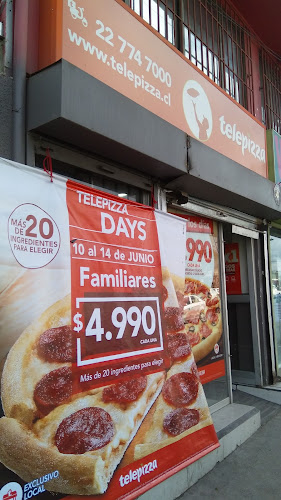 22 774 7000
www.telepizza.cl
telepizza
MÁS DE
20
INGREDIENTES
PARA ELEGIR
TELEPIZZA
DAYS
10 al 14 de JUNIO
Familiares
$4.990
CADA UNA
Más de 20 ingredientes para elegir
telepizza
EXCLUSIVO
LOCAL
.990